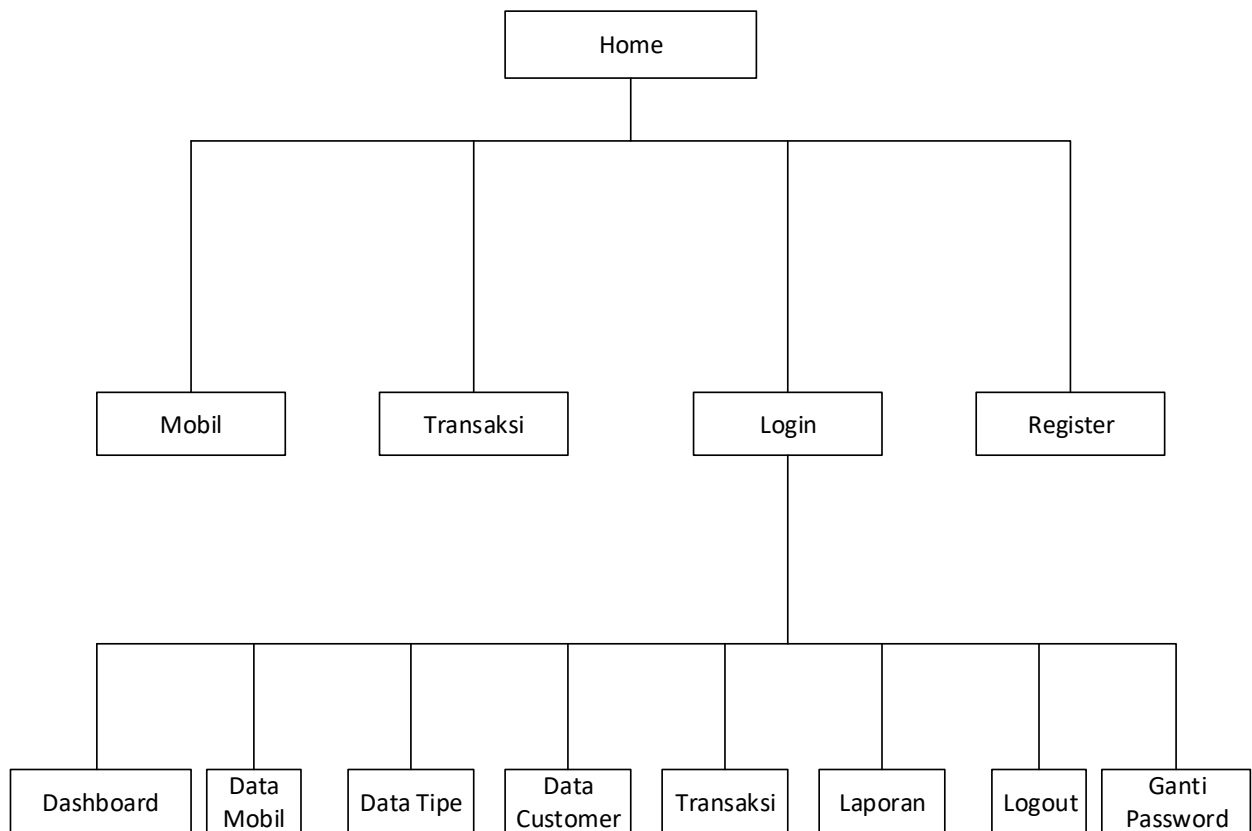 Home
Mobil
Transaksi
Login
Register
Dashboard
Data
Mobil
Data Tipe
Data
Customer
Transaksi
Laporan
Logout
Ganti
Password